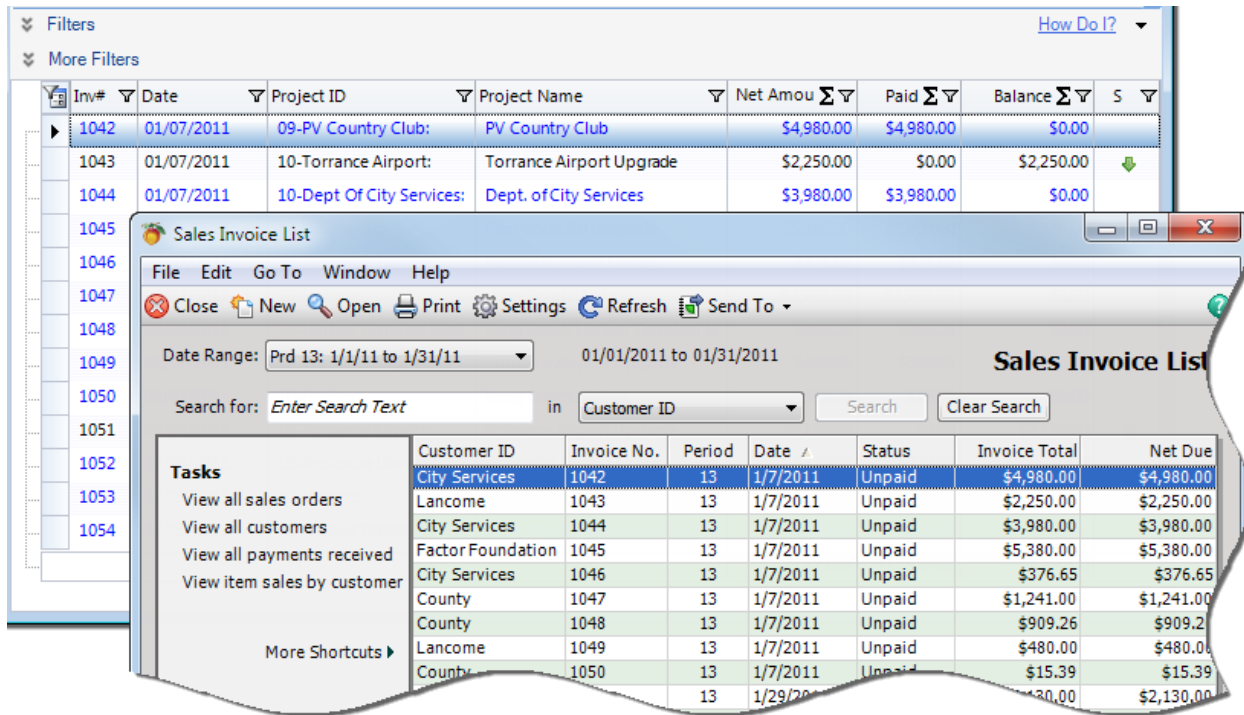 Filters How Do I?
More Filters
Inv# Date Project ID Project Name Net Amou Σ Paid Σ Balance Σ S
1042 01/07/2011 09-PV Country Club: PV Country Club $4,980.00 $4,980.00 $0.00
1043 01/07/2011 10-Torrance Airport: Torrance Airport Upgrade $2,250.00 $0.00 $2,250.00
1044 01/07/2011 10-Dept Of City Services: Dept. of City Services $3,980.00 $3,980.00 $0.00
1045
1046
1047
1048
1049
1050
1051
1052
1053
1054
Sales Invoice List
File Edit Go To Window Help
Close New Open Print Settings Refresh Send To
Date Range: Prd 13: 1/1/11 to 1/31/11 01/01/2011 to 01/31/2011 Sales Invoice List
Search for: Enter Search Text in Customer ID Search Clear Search
Tasks
View all sales orders
View all customers
View all payments received
View item sales by customer
More Shortcuts
Customer ID Invoice No. Period Date Status Invoice Total Net Due
City Services 1042 13 1/7/2011 Unpaid $4,980.00 $4,980.00
Lancome 1043 13 1/7/2011 Unpaid $2,250.00 $2,250.00
City Services 1044 13 1/7/2011 Unpaid $3,980.00 $3,980.00
Factor Foundation 1045 13 1/7/2011 Unpaid $5,380.00 $5,380.00
City Services 1046 13 1/7/2011 Unpaid $376.65 $376.65
County 1047 13 1/7/2011 Unpaid $1,241.00 $1,241.00
County 1048 13 1/7/2011 Unpaid $909.26 $909.2
Lancome 1049 13 1/7/2011 Unpaid $480.00 $480.0
County 1050 13 1/7/2011 Unpaid $15.39 $15.39
13 1/29/20 130.00 $2,130.00